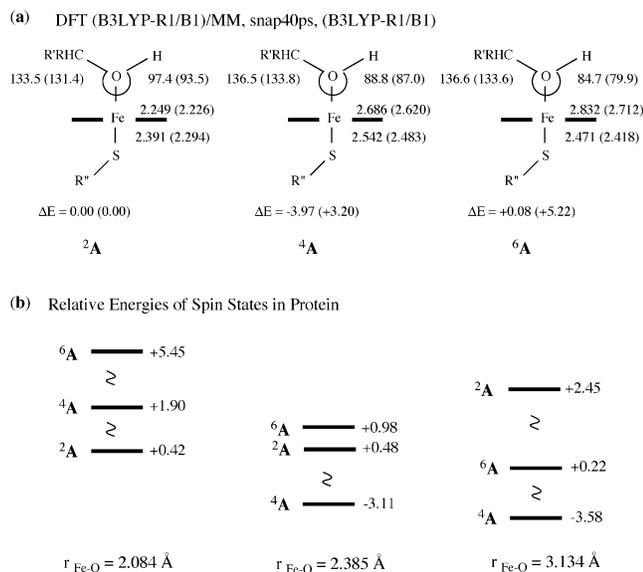 (a) DFT (B3LYP-R1/B1)/MM, snap40ps, (B3LYP-R1/B1)
R'RHC O H
133.5 (131.4) 97.4 (93.5)
2.249 (2.226)
Fe
2.391 (2.294)
S
R"
ΔE = 0.00 (0.00)
²A
R'RHC O H
136.5 (133.8) 88.8 (87.0)
2.686 (2.620)
Fe
2.542 (2.483)
S
R"
ΔE = -3.97 (+3.20)
⁴A
R'RHC O H
136.6 (133.6) 84.7 (79.9)
2.832 (2.712)
Fe
2.471 (2.418)
S
R"
ΔE = +0.08 (+5.22)
⁶A
(b) Relative Energies of Spin States in Protein
⁶A +5.45
⁴A +1.90
²A +0.42
r Fe-O = 2.084 Å
⁶A +0.98
²A +0.48
⁴A -3.11
r Fe-O = 2.385 Å
²A +2.45
⁶A +0.22
⁴A -3.58
r Fe-O = 3.134 Å